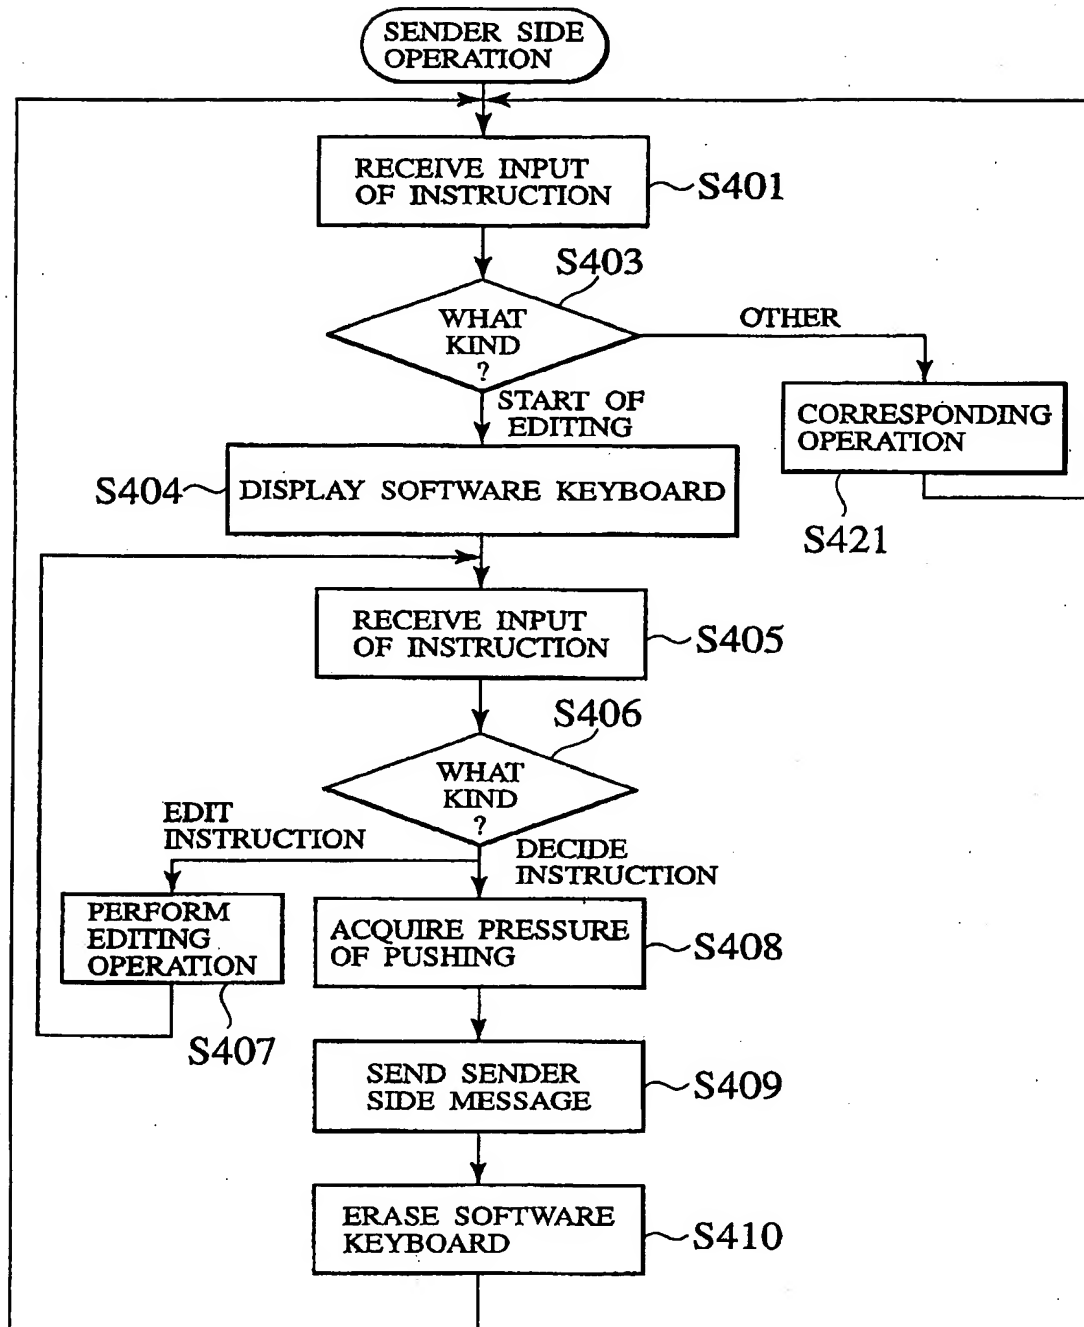 SENDER SIDE
OPERATION
RECEIVE INPUT
OF INSTRUCTION
S401
S403
WHAT
KIND
?
OTHER
START OF
EDITING
CORRESPONDING
OPERATION
S421
S404
DISPLAY SOFTWARE KEYBOARD
RECEIVE INPUT
OF INSTRUCTION
S405
S406
WHAT
KIND
?
EDIT
INSTRUCTION
DECIDE
INSTRUCTION
PERFORM
EDITING
OPERATION
S407
ACQUIRE PRESSURE
OF PUSHING
S408
SEND SENDER
SIDE MESSAGE
S409
ERASE SOFTWARE
KEYBOARD
S410